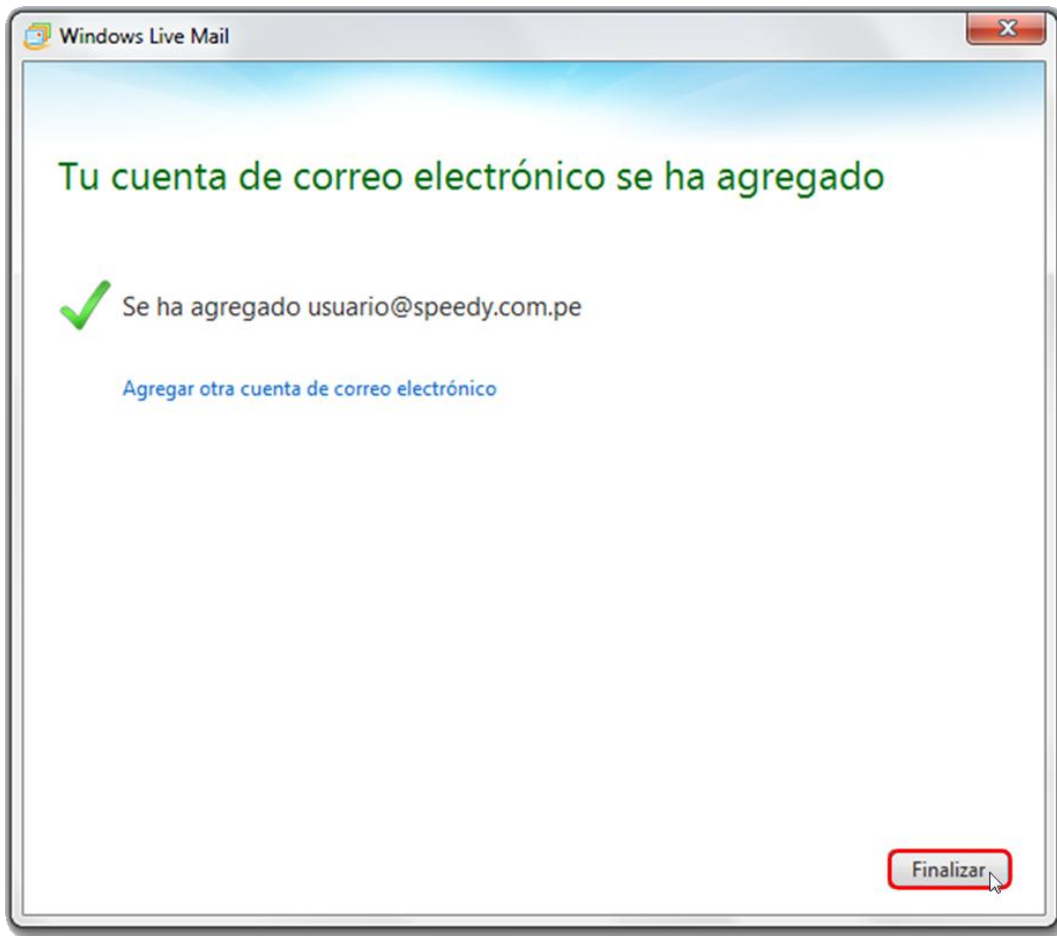 Windows Live Mail
Tu cuenta de correo electrónico se ha agregado
Se ha agregado usuario@speedy.com.pe
Agregar otra cuenta de correo electrónico
Finalizar